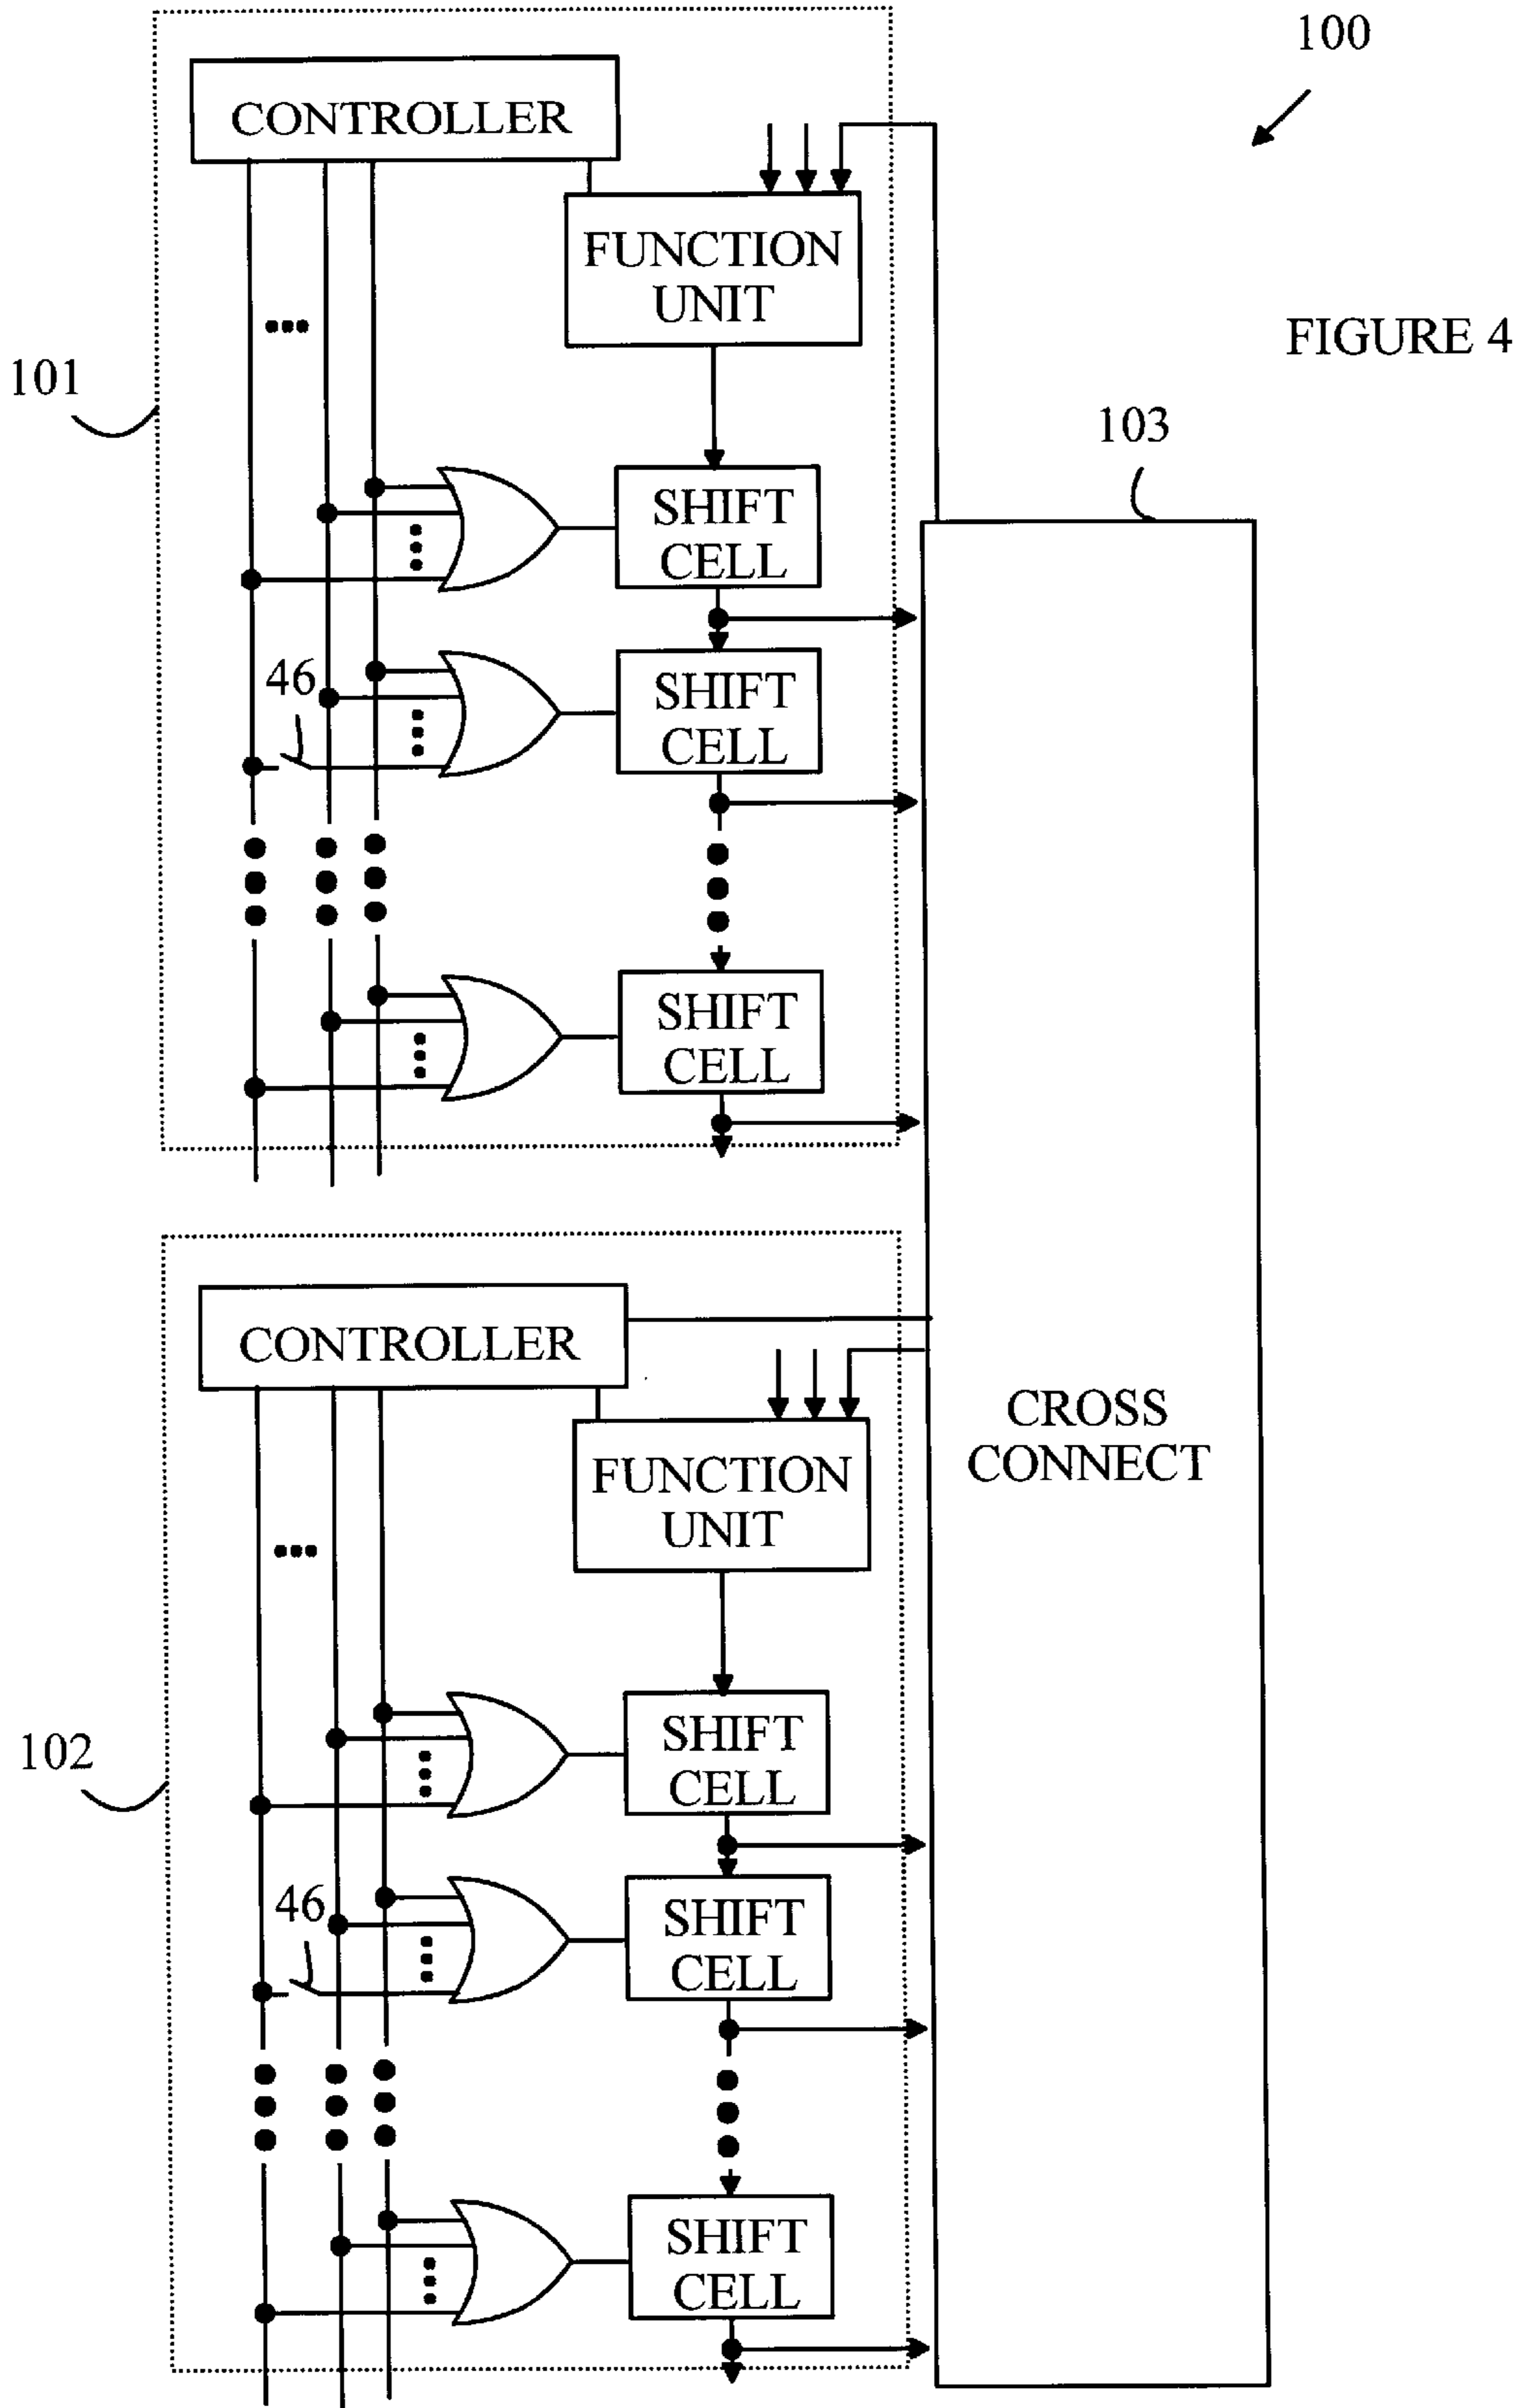 100
CONTROLLER
FUNCTION
UNIT
FIGURE 4
101
103
SHIFT
CELL
46
SHIFT
CELL
SHIFT
CELL
CONTROLLER
CROSS
CONNECT
FUNCTION
UNIT
102
SHIFT
CELL
46
SHIFT
CELL
SHIFT
CELL